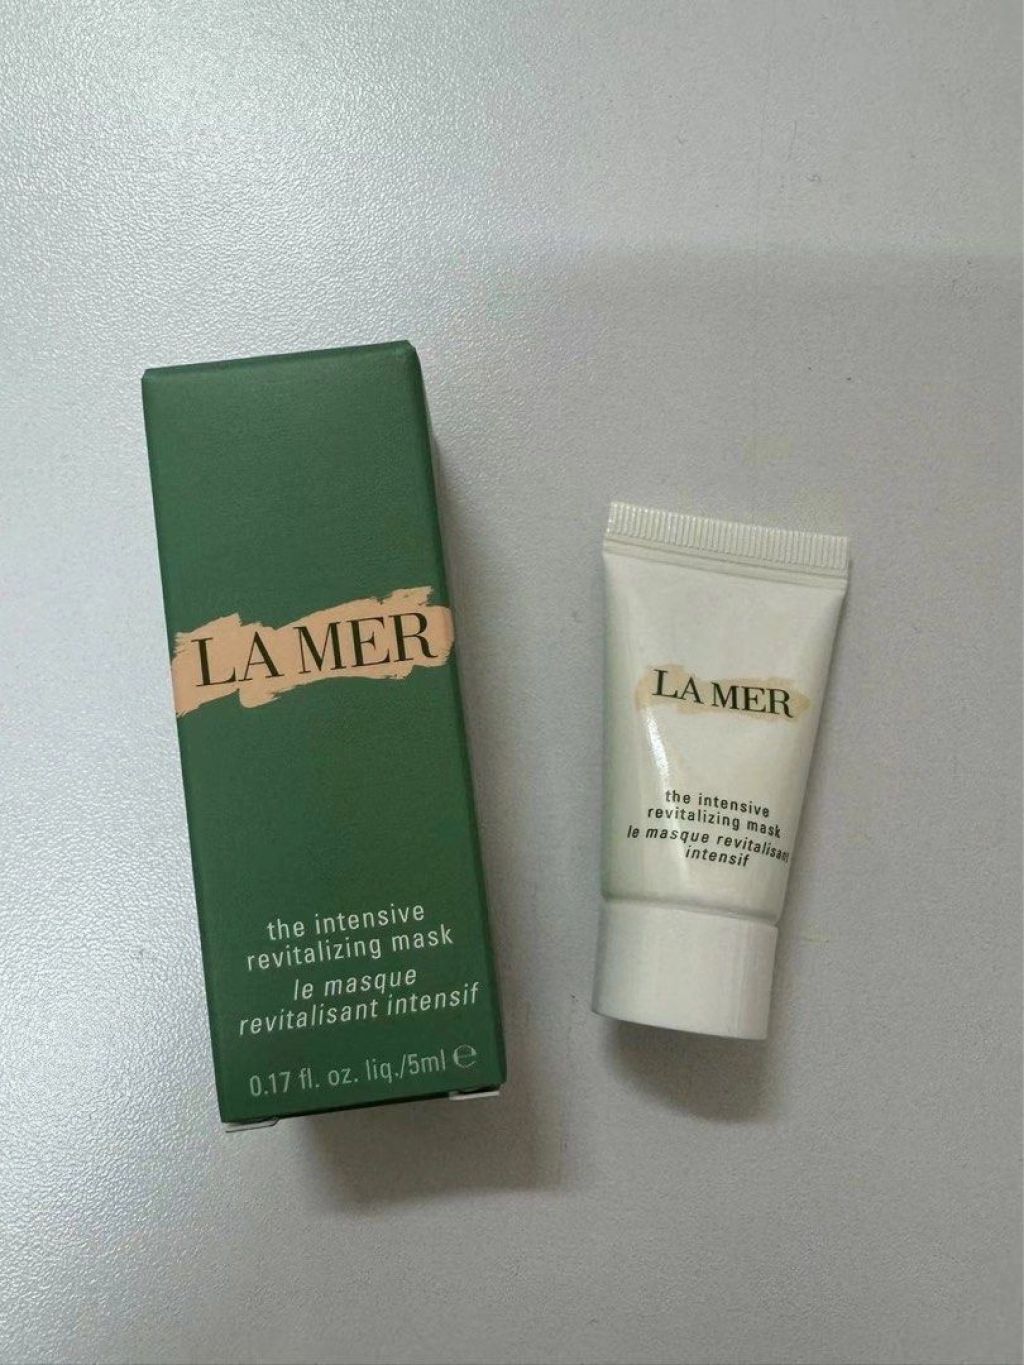 LA MER
the intensive
revitalizing mask
le masque
revitalisant intensif
0.17 fl. oz. liq./5ml ℮
LA MER
the intensive
revitalizing mask
le masque revitalisant
intensif